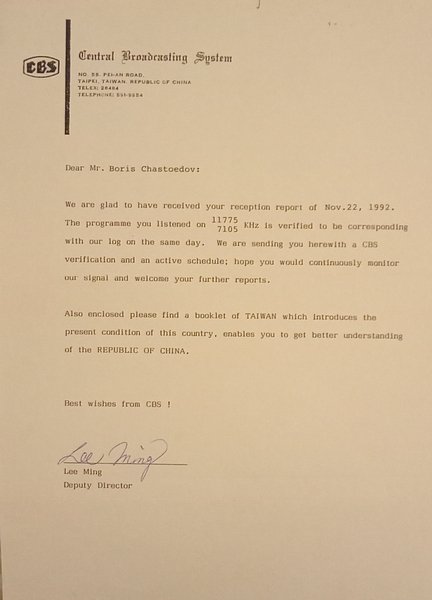 CBS
Central Broadcasting System
NO. 55, PEI-AN ROAD,
TAIPEI, TAIWAN, REPUBLIC OF CHINA
TELEX: 26464
TELEPHONE:
Dear Mr. Boris Chastoedov:
We are glad to have received your reception report of Nov.22, 1992.
The programme you listened on 11775 7105 KHz is verified to be corresponding
with our log on the same day. We are sending you herewith a CBS
verification and an active schedule; hope you would continuously monitor
our signal and welcome your further reports.
Also enclosed please find a booklet of TAIWAN which introduces the
present condition of this country, enables you to get better understanding
of the REPUBLIC OF CHINA.
Best wishes from CBS !
Lee Ming
Lee Ming
Deputy Director